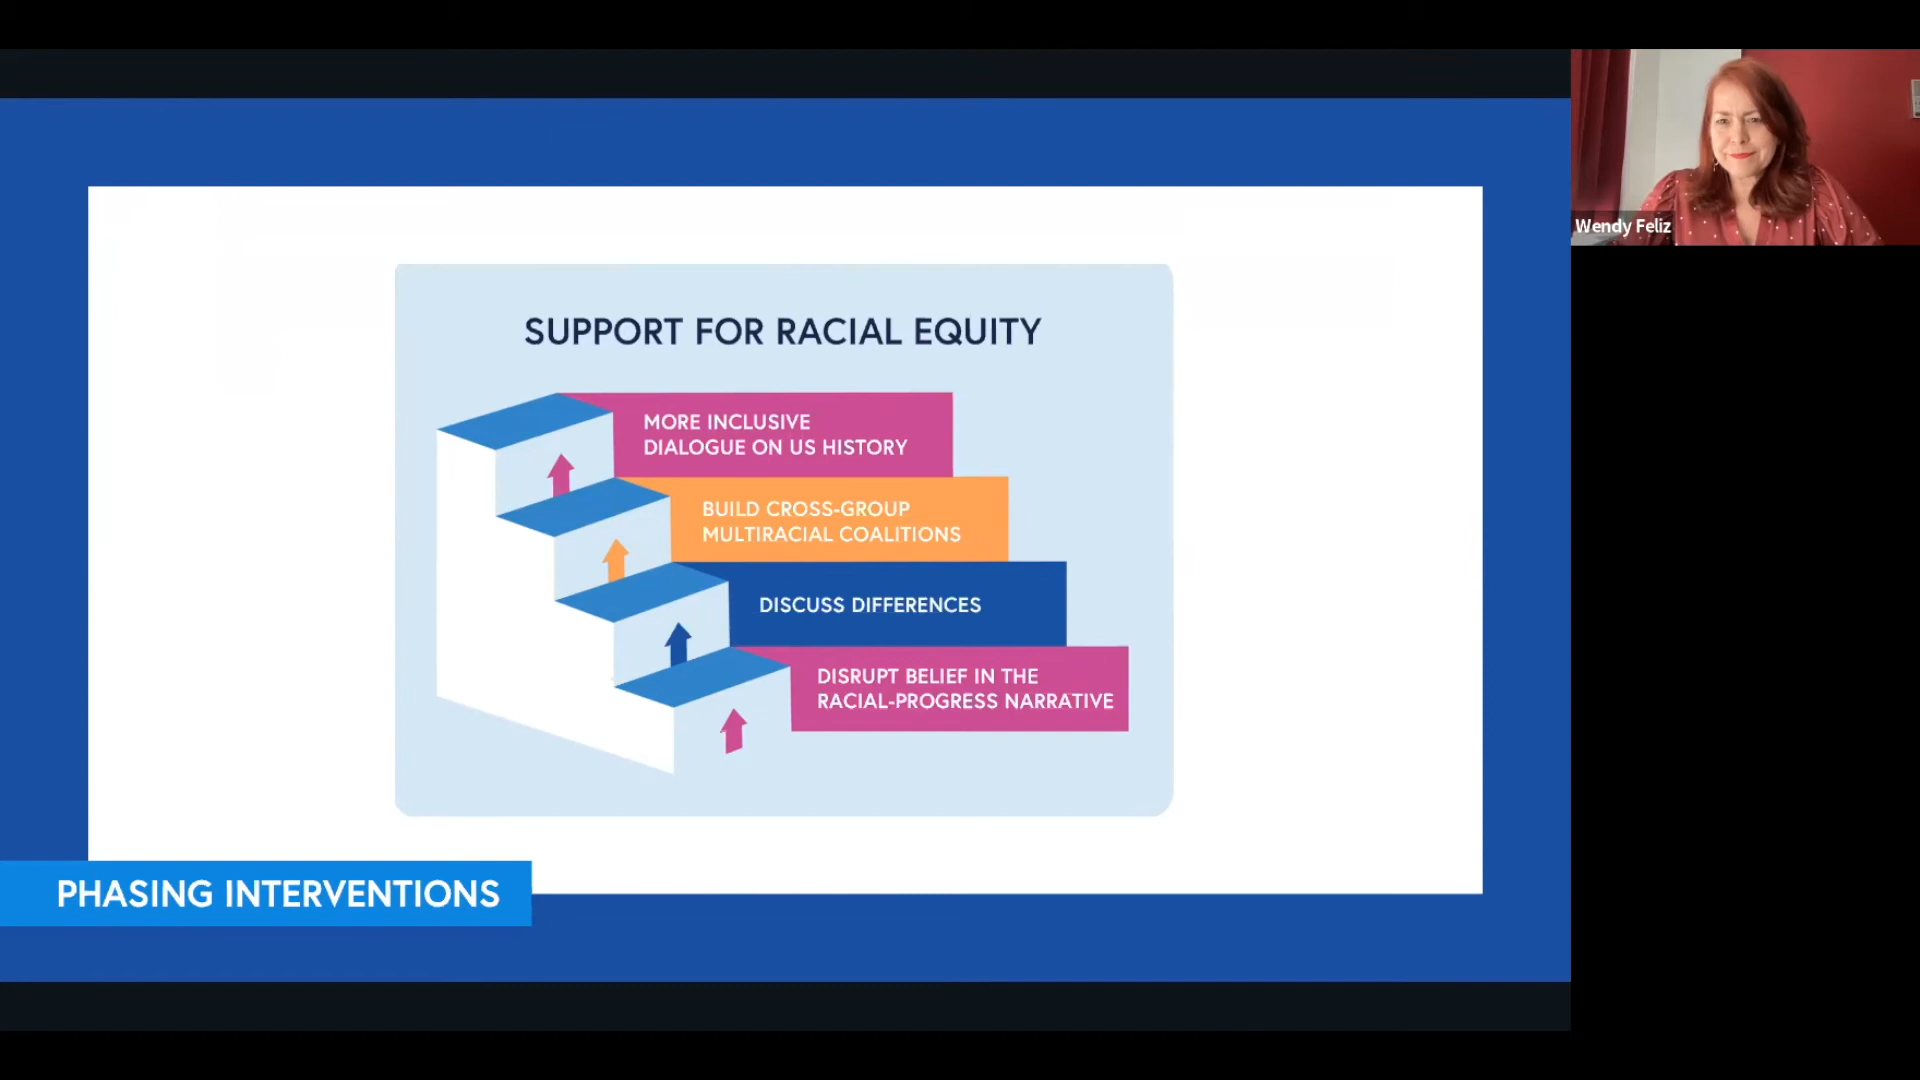 Wendy Feliz
SUPPORT FOR RACIAL EQUITY
MORE INCLUSIVE
DIALOGUE ON US HISTORY
BUILD CROSS-GROUP
MULTIRACIAL COALITIONS
DISCUSS DIFFERENCES
DISRUPT BELIEF IN THE
RACIAL-PROGRESS NARRATIVE
PHASING INTERVENTIONS